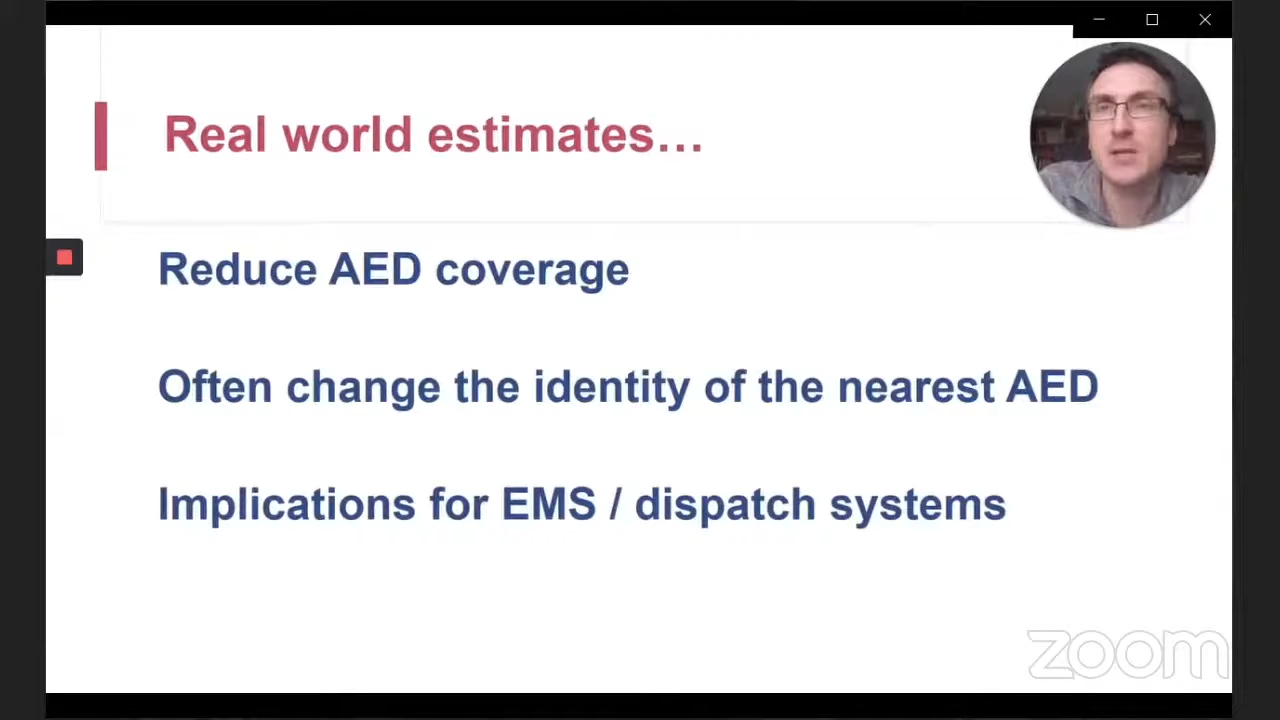 Real world estimates…
Reduce AED coverage
Often change the identity of the nearest AED
Implications for EMS / dispatch systems
zoom